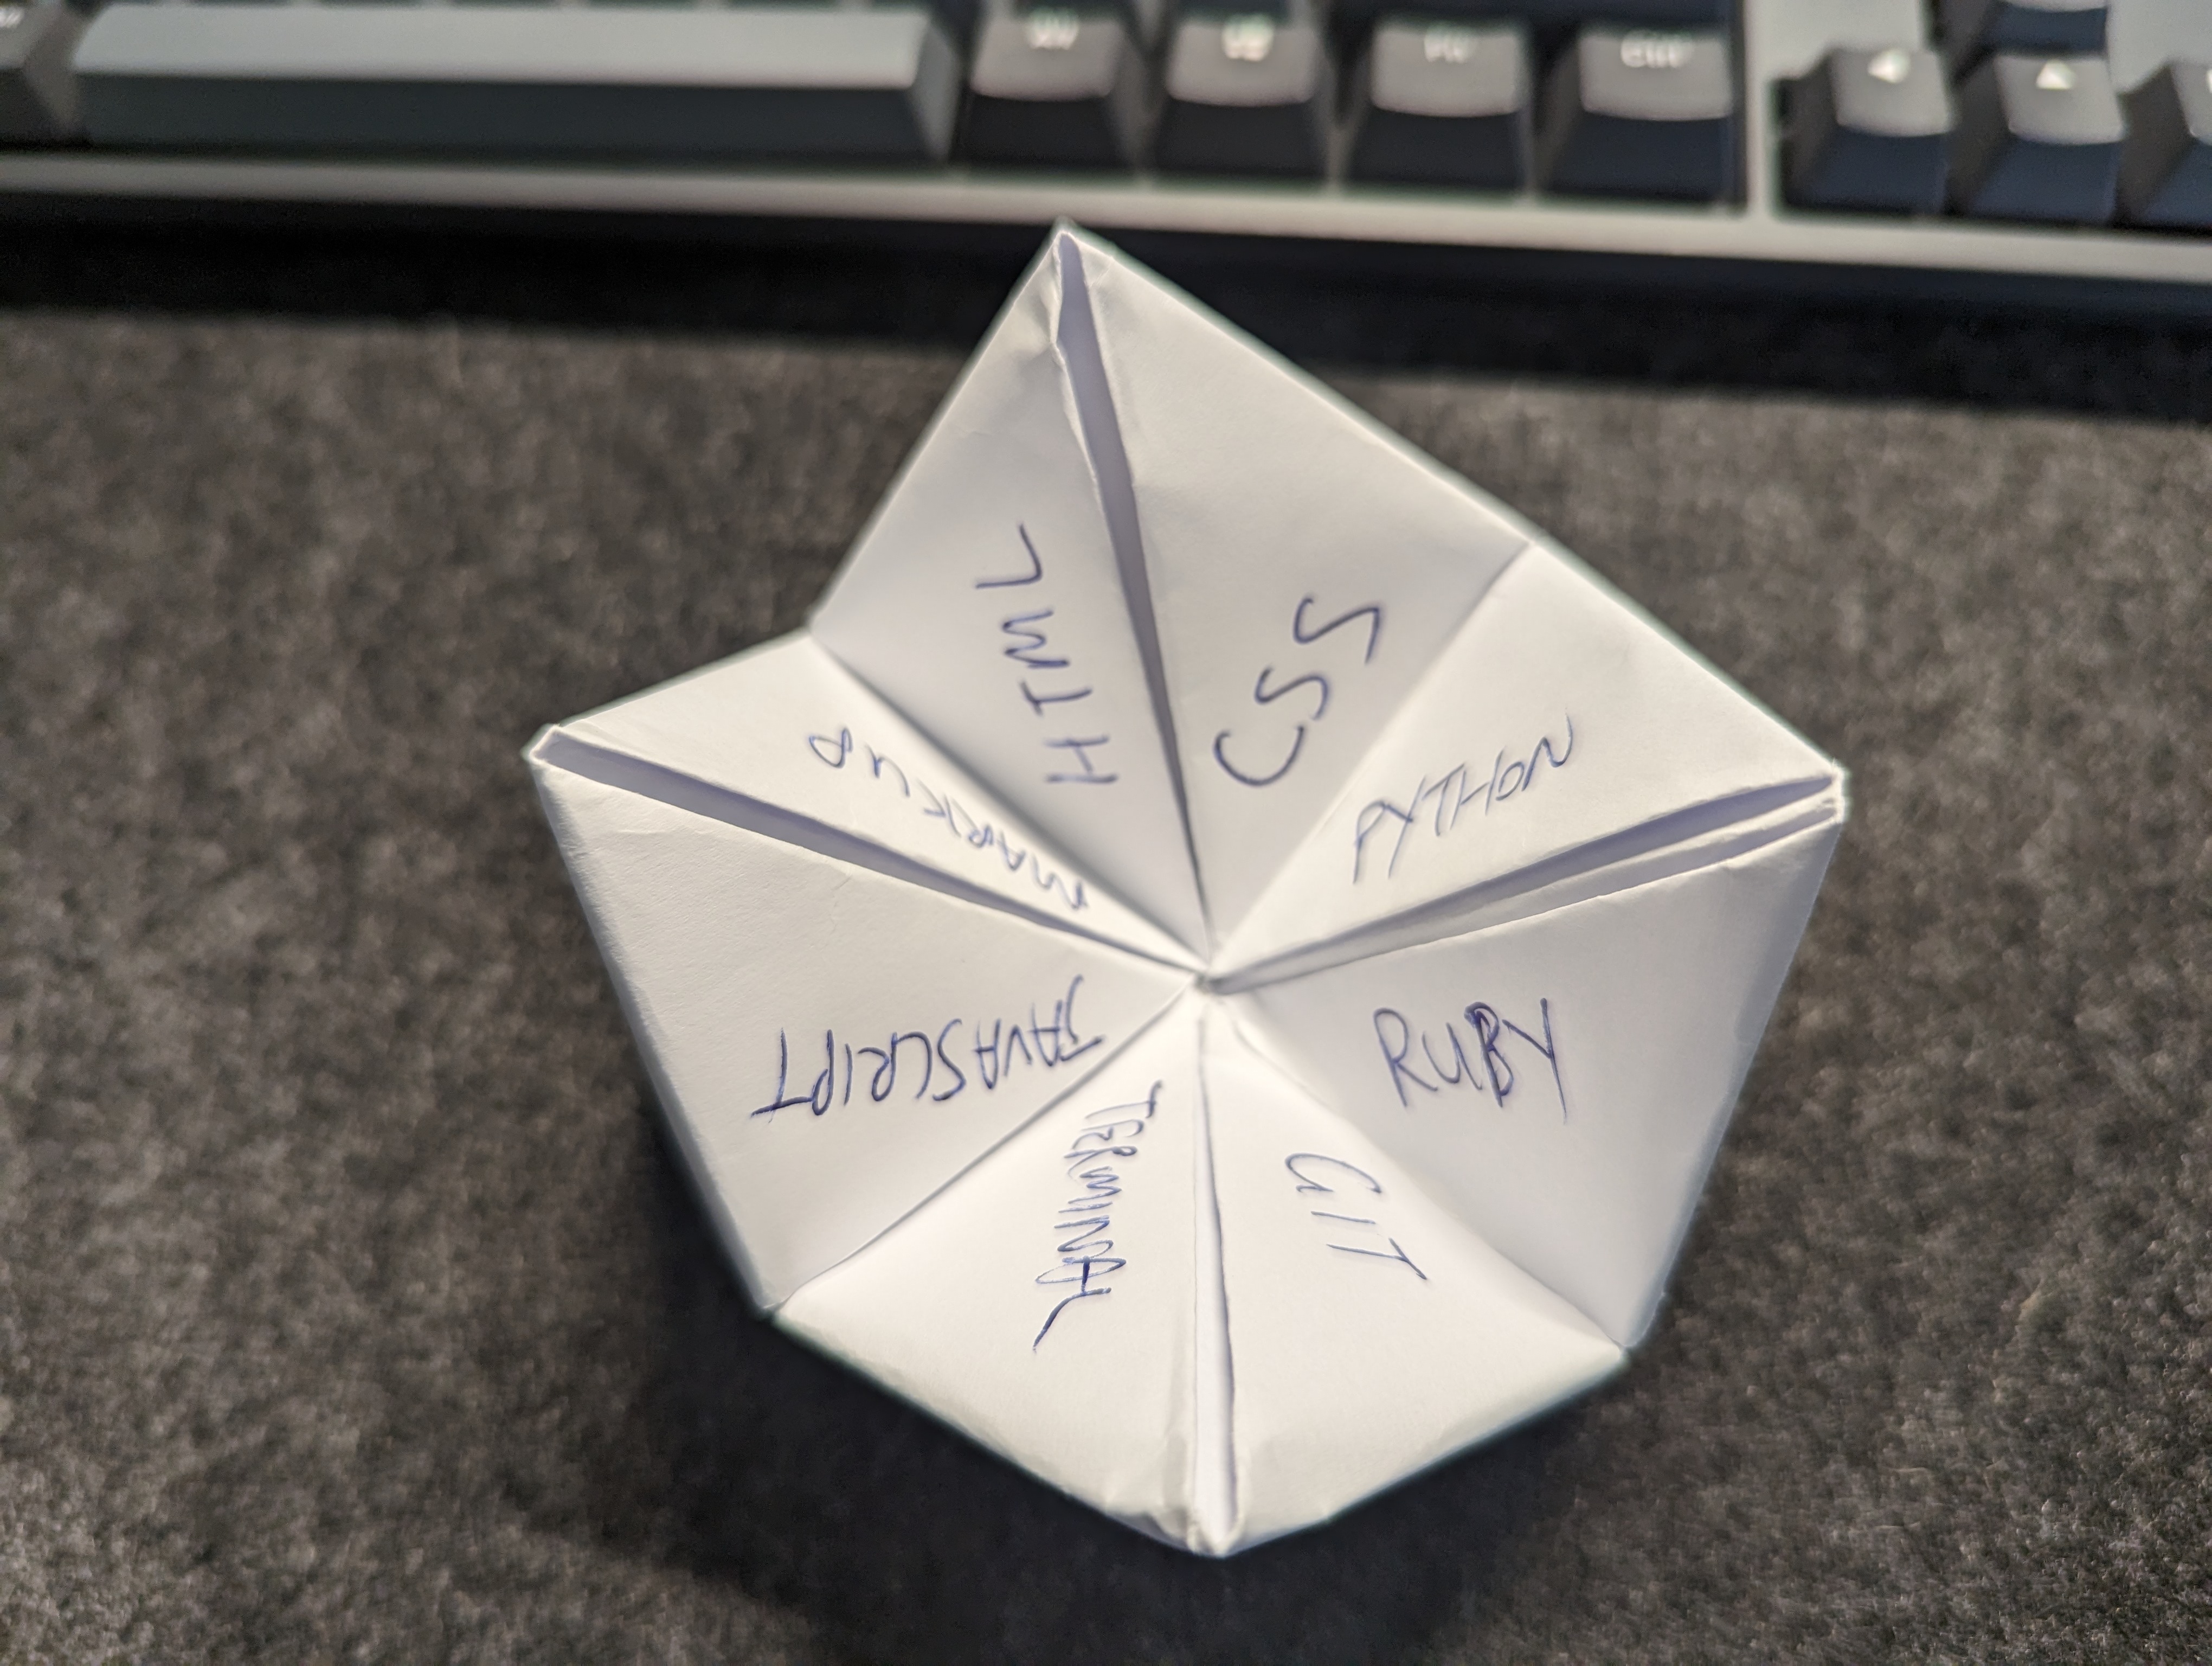 HTML
CSS
PYTHON
RUBY
GIT
TERMINAL
JAVASCRIPT
MARKUP